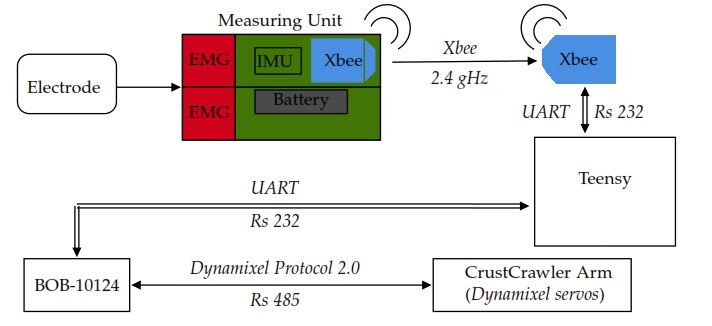 Measuring Unit
EMG
IMU
Xbee
Xbee
2.4 gHz
Xbee
Electrode
EMG
Battery
UART
Rs 232
Teensy
UART
Rs 232
BOB-10124
Dynamixel Protocol 2.0
Rs 485
CrustCrawler Arm
(Dynamixel servos)